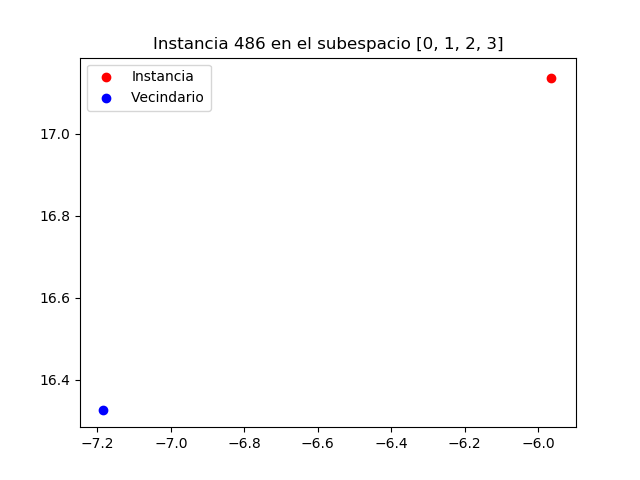 Instancia 486 en el subespacio [0, 1, 2, 3]
Instancia
Vecindario
17.0
16.8
16.6
16.4
−7.2 −7.0 −6.8 −6.6 −6.4 −6.2 −6.0